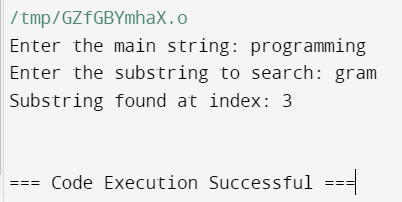 /tmp/GZfGBYmhaX.o
Enter the main string: programming
Enter the substring to search: gram
Substring found at index: 3
=== Code Execution Successful ===